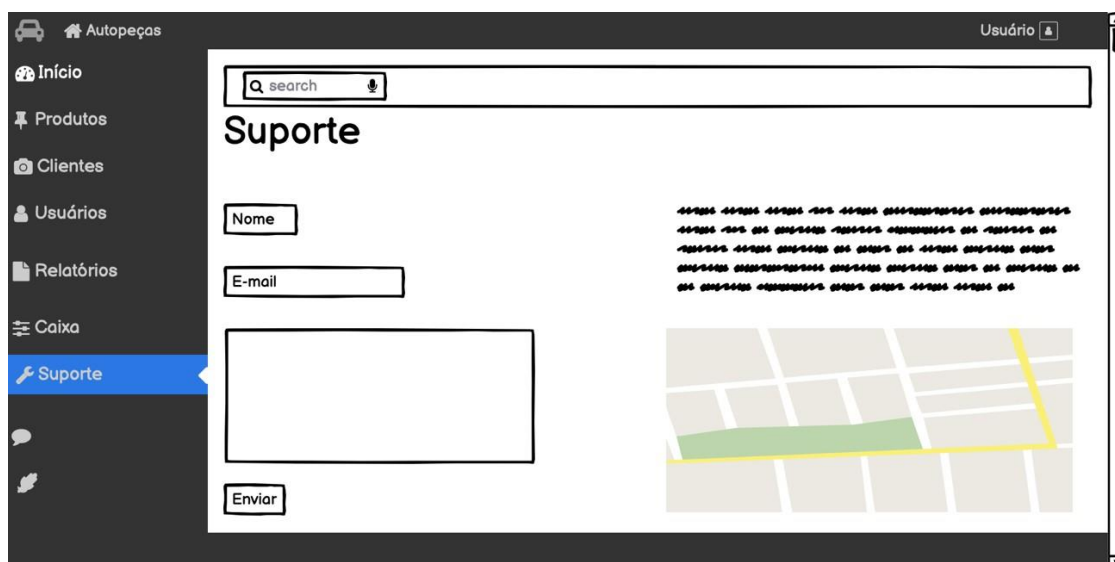 Autopeças
Usuário
Início
Produtos
Clientes
Usuários
Relatórios
Caixa
Suporte
search
Suporte
Nome
E-mail
Enviar